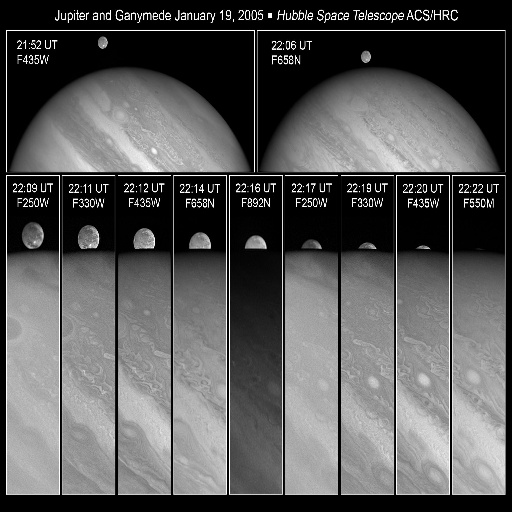 Jupiter and Ganymede January 19, 2005 ▪ Hubble Space Telescope ACS/HRC
21:52 UT
F435W
22:06 UT
F658N
22:09 UT
F250W
22:11 UT
F330W
22:12 UT
F435W
22:14 UT
F658N
22:16 UT
F892N
22:17 UT
F250W
22:19 UT
F330W
22:20 UT
F435W
22:22 UT
F550M